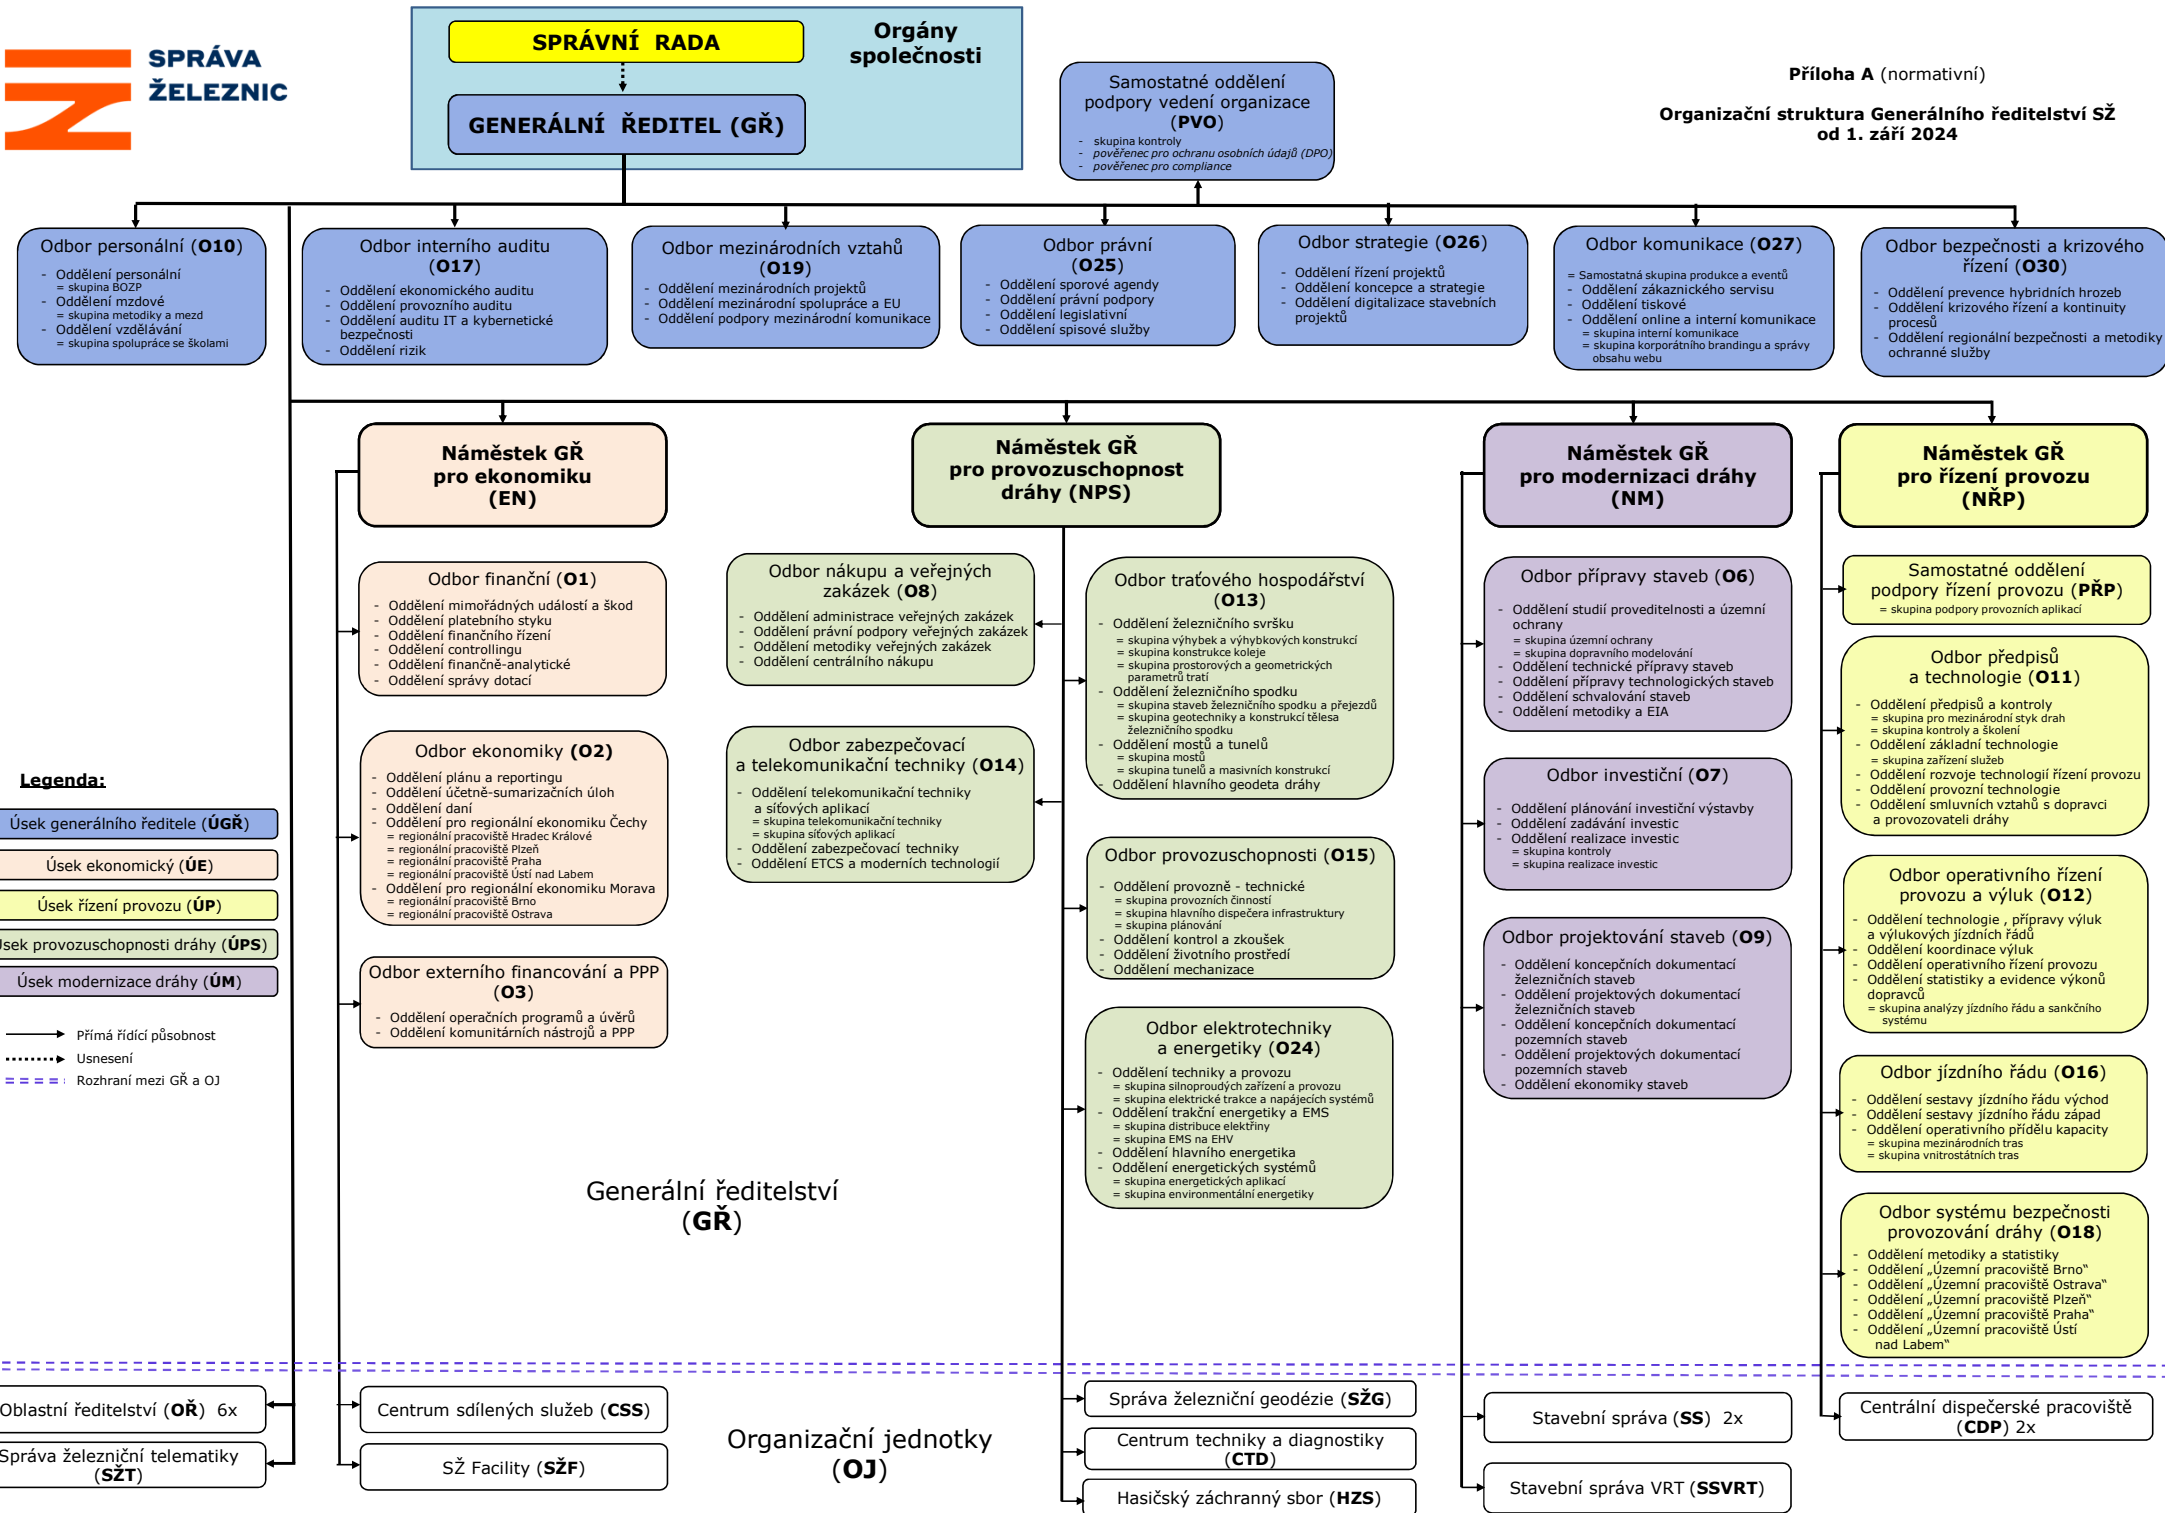 SPRÁVA
ŽELEZNIC
Orgány
společnosti
SPRÁVNÍ RADA
GENERÁLNÍ ŘEDITEL (GŘ)
Samostatné oddělení
podpory vedení organizace
(PVO)
- skupina kontroly
- pověřenec pro ochranu osobních údajů (DPO)
- pověřenec pro compliance
Příloha A (normativní)
Organizační struktura Generálního ředitelství SŽ
od 1. září 2024
Odbor personální (O10)
- Oddělení personální
= skupina BOZP
- Oddělení mzdové
= skupina metodiky a mezd
- Oddělení vzdělávání
= skupina spolupráce se školami
Odbor interního auditu
(O17)
- Oddělení ekonomického auditu
- Oddělení provozního auditu
- Oddělení auditu IT a kybernetické
bezpečnosti
- Oddělení rizik
Odbor mezinárodních vztahů
(O19)
- Oddělení mezinárodních projektů
- Oddělení mezinárodní spolupráce a EU
- Oddělení podpory mezinárodní komunikace
Odbor právní
(O25)
- Oddělení sporové agendy
- Oddělení právní podpory
- Oddělení legislativní
- Oddělení spisové služby
Odbor strategie (O26)
- Oddělení řízení projektů
- Oddělení koncepce a strategie
- Oddělení digitalizace stavebních
projektů
Odbor komunikace (O27)
= Samostatná skupina produkce a eventů
- Oddělení zákaznického servisu
- Oddělení tiskové
- Oddělení online a interní komunikace
= skupina interní komunikace
= skupina korporátního brandingu a správy
obsahu webu
Odbor bezpečnosti a krizového
řízení (O30)
- Oddělení prevence hybridních hrozeb
- Oddělení krizového řízení a kontinuity
procesů
- Oddělení regionální bezpečnosti a metodiky
ochranné služby
Náměstek GŘ
pro ekonomiku
(EN)
Náměstek GŘ
pro provozuschopnost
dráhy (NPS)
Náměstek GŘ
pro modernizaci dráhy
(NM)
Náměstek GŘ
pro řízení provozu
(NŘP)
Odbor finanční (O1)
- Oddělení mimořádných událostí a škod
- Oddělení platebního styku
- Oddělení finančního řízení
- Oddělení controllingu
- Oddělení finančně-analytické
- Oddělení správy dotací
Odbor ekonomiky (O2)
- Oddělení plánu a reportingu
- Oddělení účetně-sumarizačních úloh
- Oddělení daní
- Oddělení pro regionální ekonomiku Čechy
= regionální pracoviště Hradec Králové
= regionální pracoviště Plzeň
= regionální pracoviště Praha
= regionální pracoviště Ústí nad Labem
- Oddělení pro regionální ekonomiku Morava
= regionální pracoviště Brno
= regionální pracoviště Ostrava
Odbor externího financování a PPP
(O3)
- Oddělení operačních programů a úvěrů
- Oddělení komunitárních nástrojů a PPP
Odbor nákupu a veřejných
zakázek (O8)
- Oddělení administrace veřejných zakázek
- Oddělení právní podpory veřejných zakázek
- Oddělení metodiky veřejných zakázek
- Oddělení centrálního nákupu
Odbor zabezpečovací
a telekomunikační techniky (O14)
- Oddělení telekomunikační techniky
a síťových aplikací
= skupina telekomunikační techniky
= skupina síťových aplikací
- Oddělení zabezpečovací techniky
- Oddělení ETCS a moderních technologií
Odbor traťového hospodářství
(O13)
- Oddělení železničního svršku
= skupina výhybek a výhybkových konstrukcí
= skupina konstrukce koleje
= skupina prostorových a geometrických
parametrů tratí
- Oddělení železničního spodku
= skupina staveb železničního spodku a přejezdů
= skupina geotechniky a konstrukcí tělesa
železničního spodku
- Oddělení mostů a tunelů
= skupina mostů
= skupina tunelů a masivních konstrukcí
- Oddělení hlavního geodeta dráhy
Odbor provozuschopnosti (O15)
- Oddělení provozně - technické
= skupina provozních činností
= skupina hlavního dispečera infrastruktury
= skupina plánování
- Oddělení kontrol a zkoušek
- Oddělení životního prostředí
- Oddělení mechanizace
Odbor elektrotechniky
a energetiky (O24)
- Oddělení techniky a provozu
= skupina silnoproudých zařízení a provozu
= skupina elektrické trakce a napájecích systémů
- Oddělení trakční energetiky a EMS
= skupina distribuce elektřiny
= skupina EMS na EHV
- Oddělení hlavního energetika
- Oddělení energetických systémů
= skupina energetických aplikací
= skupina environmentální energetiky
Odbor přípravy staveb (O6)
- Oddělení studií proveditelnosti a územní
ochrany
= skupina územní ochrany
= skupina dopravního modelování
- Oddělení technické přípravy staveb
- Oddělení přípravy technologických staveb
- Oddělení schvalování staveb
- Oddělení metodiky a EIA
Odbor investiční (O7)
- Oddělení plánování investiční výstavby
- Oddělení zadávání investic
- Oddělení realizace investic
= skupina kontroly
= skupina realizace investic
Odbor projektování staveb (O9)
- Oddělení koncepčních dokumentací
železničních staveb
- Oddělení projektových dokumentací
železničních staveb
- Oddělení koncepčních dokumentací
pozemních staveb
- Oddělení projektových dokumentací
pozemních staveb
- Oddělení ekonomiky staveb
Samostatné oddělení
podpory řízení provozu (PŘP)
= skupina podpory provozních aplikací
Odbor předpisů
a technologie (O11)
- Oddělení předpisů a kontroly
= skupina pro mezinárodní styk drah
= skupina kontroly a školení
- Oddělení základní technologie
= skupina zařízení služeb
- Oddělení rozvoje technologií řízení provozu
- Oddělení provozní technologie
- Oddělení smluvních vztahů s dopravci
a provozovateli dráhy
Odbor operativního řízení
provozu a výluk (O12)
- Oddělení technologie , přípravy výluk
a výlukových jízdních řádů
- Oddělení koordinace výluk
- Oddělení operativního řízení provozu
- Oddělení statistiky a evidence výkonů
dopravců
= skupina analýzy jízdního řádu a sankčního
systému
Odbor jízdního řádu (O16)
- Oddělení sestavy jízdního řádu východ
- Oddělení sestavy jízdního řádu západ
- Oddělení operativního přídělu kapacity
= skupina mezinárodních tras
= skupina vnitrostátních tras
Odbor systému bezpečnosti
provozování dráhy (O18)
- Oddělení metodiky a statistiky
- Oddělení „Územní pracoviště Brno“
- Oddělení „Územní pracoviště Ostrava“
- Oddělení „Územní pracoviště Plzeň“
- Oddělení „Územní pracoviště Praha“
- Oddělení „Územní pracoviště Ústí
nad Labem“
Legenda:
Úsek generálního ředitele (ÚGŘ)
Úsek ekonomický (ÚE)
Úsek řízení provozu (ÚP)
Úsek provozuschopnosti dráhy (ÚPS)
Úsek modernizace dráhy (ÚM)
Přímá řídící působnost
Usnesení
Rozhraní mezi GŘ a OJ
Generální ředitelství
(GŘ)
Oblastní ředitelství (OŘ) 6x
Správa železniční telematiky
(SŽT)
Centrum sdílených služeb (CSS)
SŽ Facility (SŽF)
Organizační jednotky
(OJ)
Správa železniční geodézie (SŽG)
Centrum techniky a diagnostiky
(CTD)
Hasičský záchranný sbor (HZS)
Stavební správa (SS) 2x
Stavební správa VRT (SSVRT)
Centrální dispečerské pracoviště
(CDP) 2x